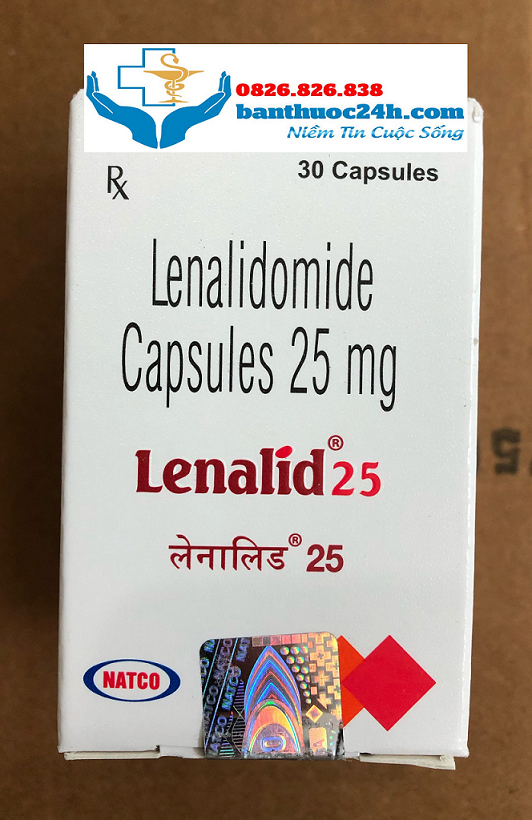 0826.826.838
banthuoc24h.com
Niềm Tin Cuộc Sống
Rx
30 Capsules
Lenalidomide
Capsules 25 mg
Lenalid® 25
लेनालिड® 25
NATCO
NATCO